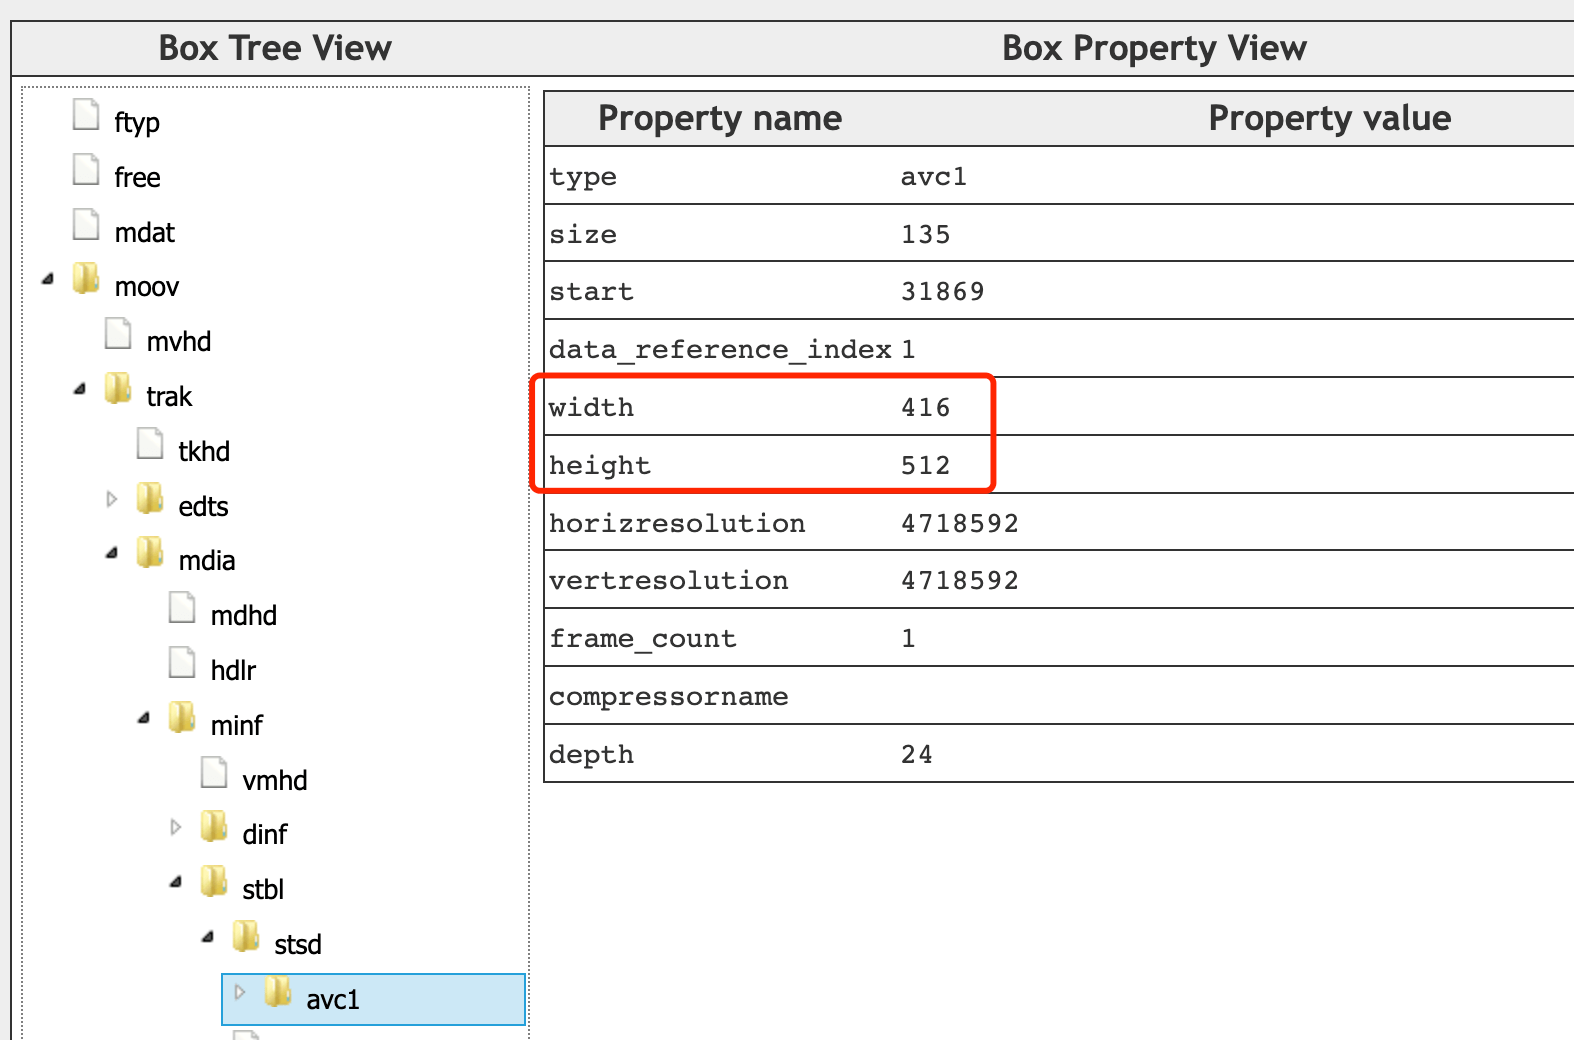 Box Tree View
Box Property View
ftyp
free
mdat
moov
mvhd
trak
tkhd
edts
mdia
mdhd
hdlr
minf
vmhd
dinf
stbl
stsd
avc1
Property name Property value
type avc1
size 135
start 31869
data_reference_index 1
width 416
height 512
horizresolution 4718592
vertresolution 4718592
frame_count 1
compressorname
depth 24